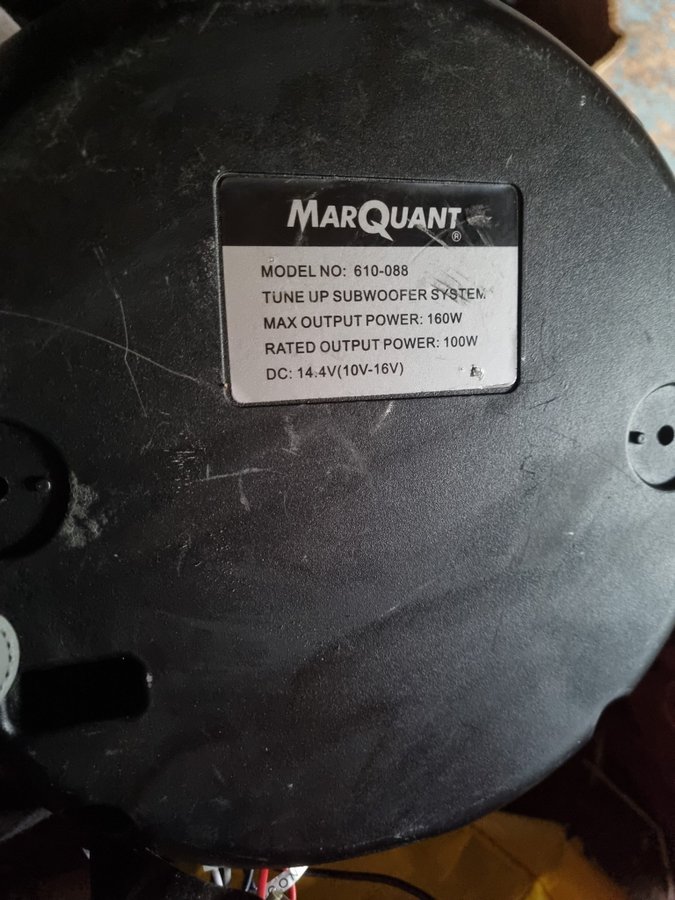 MARQUANT®
MODEL NO: 610-088
TUNE UP SUBWOOFER SYSTEM
MAX OUTPUT POWER: 160W
RATED OUTPUT POWER: 100W
DC: 14.4V(10V-16V)